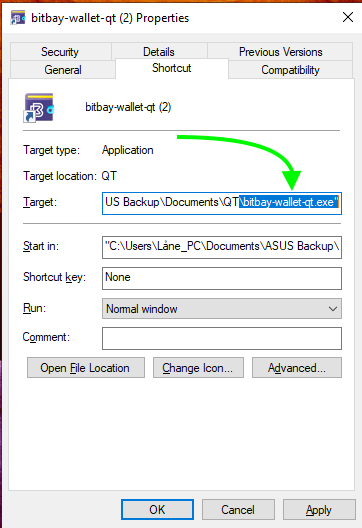 bitbay-wallet-qt (2) Properties
Security Details Previous Versions
General Shortcut Compatibility
bitbay-wallet-qt (2)
Target type: Application
Target location: QT
Target: US Backup\Documents\QT\bitbay-wallet-qt.exe"
Start in: "C:\Users\Låne_PC\Documents\ASUS Backup\
Shortcut key: None
Run: Normal window
Comment:
Open File Location Change Icon... Advanced...
OK Cancel Apply